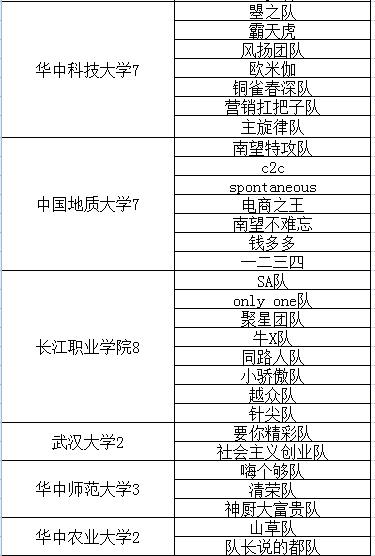 华中科技大学7
曌之队
霸天虎
风扬团队
欧米伽
铜雀春深队
营销扛把子队
主旋律队
中国地质大学7
南望特攻队
c2c
spontaneous
电商之王
南望不难忘
钱多多
一二三四
长江职业学院8
SA队
only one队
聚星团队
牛X队
同路人队
小骄傲队
越众队
针尖队
武汉大学2
要你精彩队
社会主义创业队
华中师范大学3
嗨个够队
清荣队
神厨大富贵队
华中农业大学2
山草队
队长说的都队